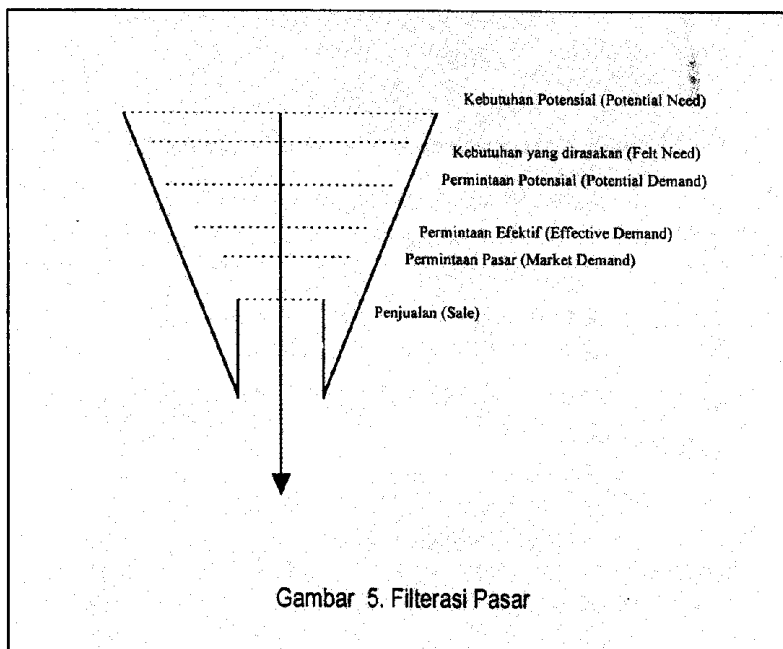 Kebutuhan Potensial (Potential Need)
Kebutuhan yang dirasakan (Felt Need)
Permintaan Potensial (Potential Demand)
Permintaan Efektif (Effective Demand)
Permintaan Pasar (Market Demand)
Penjualan (Sale)
Gambar 5. Filterasi Pasar